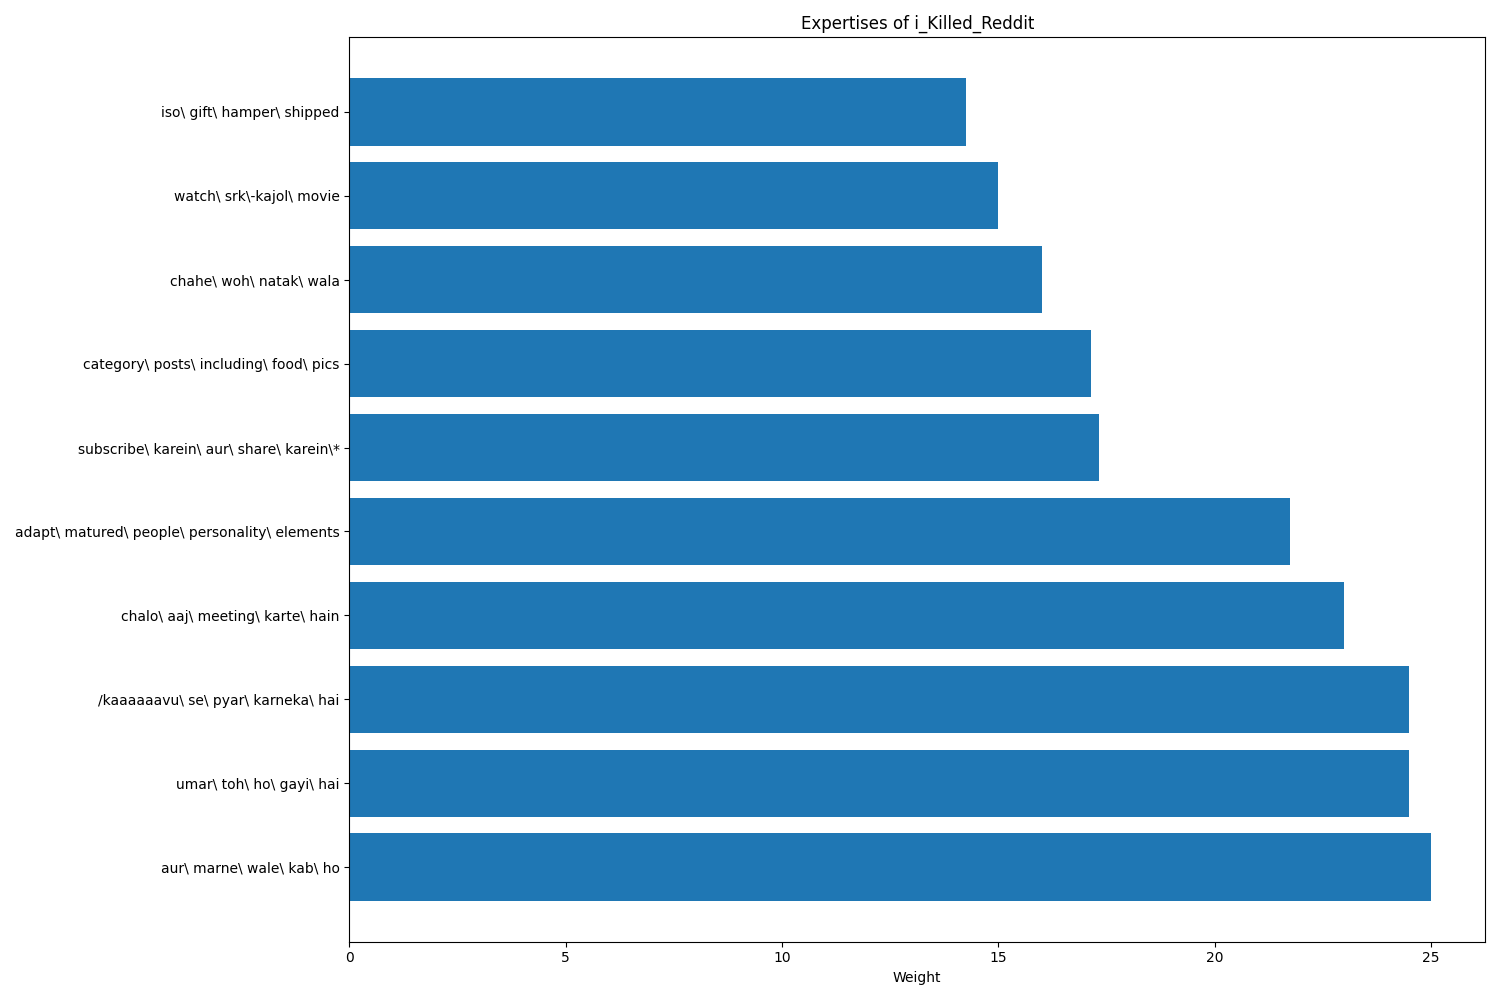 Expertises of i_Killed_Reddit
iso\ gift\ hamper\ shipped
watch\ srk\-kajol\ movie
chahe\ woh\ natak\ wala
category\ posts\ including\ food\ pics
subscribe\ karein\ aur\ share\ karein\*
adapt\ matured\ people\ personality\ elements
chalo\ aaj\ meeting\ karte\ hain
/kaaaaaavu\ se\ pyar\ karneka\ hai
umar\ toh\ ho\ gayi\ hai
aur\ marne\ wale\ kab\ ho
0 5 10 15 20 25
Weight